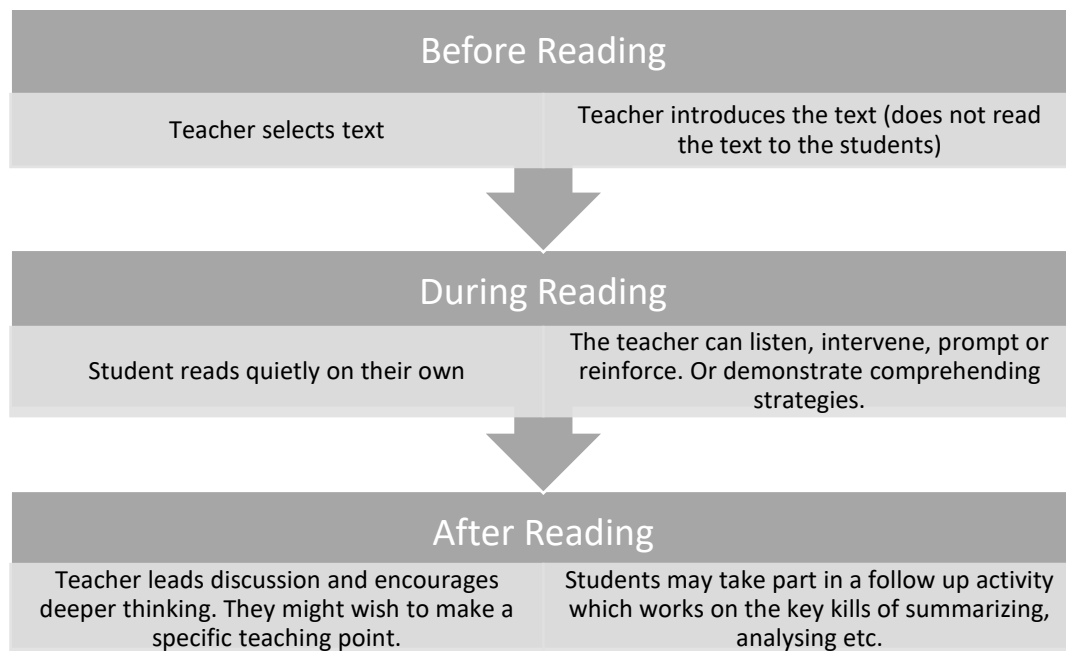 Before Reading
Teacher selects text
Teacher introduces the text (does not read
the text to the students)
During Reading
Student reads quietly on their own
The teacher can listen, intervene, prompt or
reinforce. Or demonstrate comprehending
strategies.
After Reading
Teacher leads discussion and encourages
deeper thinking. They might wish to make a
specific teaching point.
Students may take part in a follow up activity
which works on the key kills of summarizing,
analysing etc.